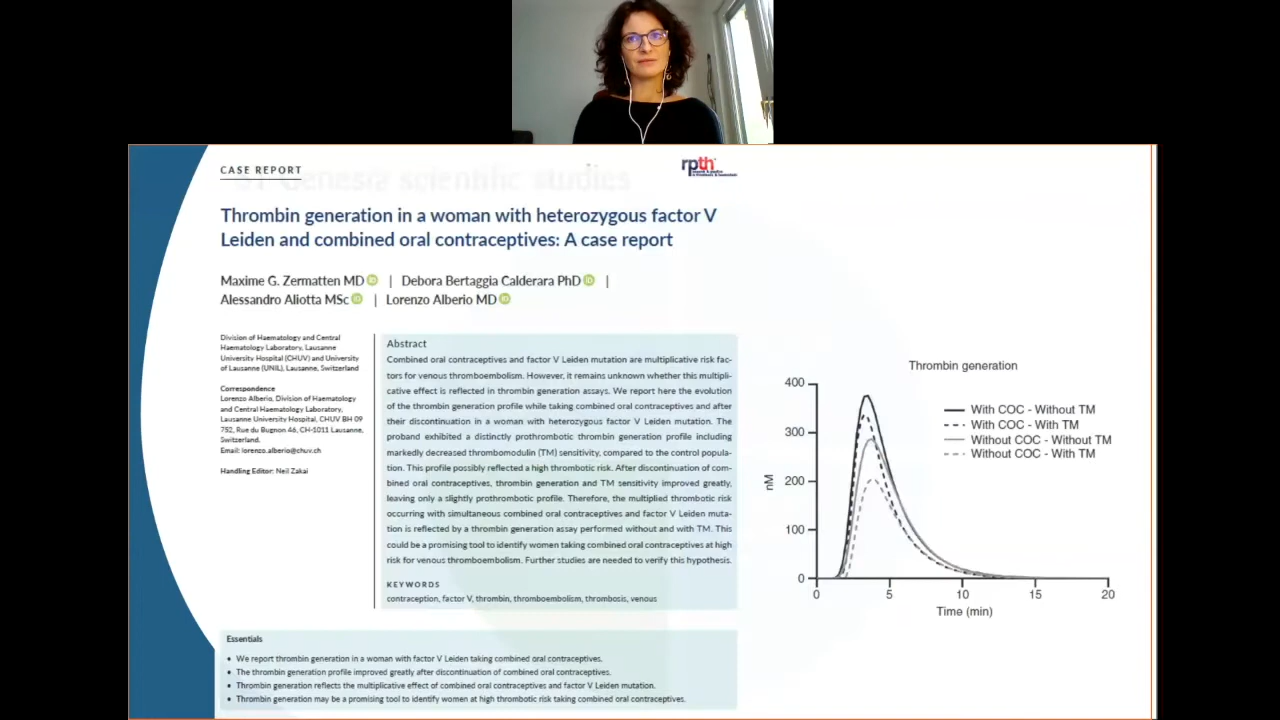 CASE REPORT
ST Genesia scientific studies
rpth
Thrombin generation in a woman with heterozygous factor V
Leiden and combined oral contraceptives: A case report
Maxime G. Zermatten MD | Debora Bertaggia Calderara PhD |
Alessandro Aliotta MSc | Lorenzo Alberio MD
Division of Haematology and Central
Haematology Laboratory, Lausanne
University Hospital (CHUV) and University
of Lausanne (UNIL), Lausanne, Switzerland
Correspondence
Lorenzo Alberio, Division of Haematology
and Central Haematology Laboratory,
Lausanne University Hospital, CHUV BH 09
752, Rue du Bugnon 46, CH-1011 Lausanne,
Switzerland.
Email: lorenzo.alberio@chuv.ch
Handling Editor: Neil Zakai
Abstract
Combined oral contraceptives and factor V Leiden mutation are multiplicative risk fac-
tors for venous thromboembolism. However, it remains unknown whether this multipli-
cative effect is reflected in thrombin generation assays. We report here the evolution
of the thrombin generation profile while taking combined oral contraceptives and after
their discontinuation in a woman with heterozygous factor V Leiden mutation. The
proband exhibited a distinctly prothrombotic thrombin generation profile including
markedly decreased thrombomodulin (TM) sensitivity, compared to the control popula-
tion. This profile possibly reflected a high thrombotic risk. After discontinuation of com-
bined oral contraceptives, thrombin generation and TM sensitivity improved greatly,
leaving only a slightly prothrombotic profile. Therefore, the multiplied thrombotic risk
occurring with simultaneous combined oral contraceptives and factor V Leiden muta-
tion is reflected by a thrombin generation assay performed without and with TM. This
could be a promising tool to identify women taking combined oral contraceptives at high
risk for venous thromboembolism. Further studies are needed to verify this hypothesis.
KEYWORDS
contraception, factor V, thrombin, thromboembolism, thrombosis, venous
Essentials
• We report thrombin generation in a woman with factor V Leiden taking combined oral contraceptives.
• The thrombin generation profile improved greatly after discontinuation of combined oral contraceptives.
• Thrombin generation reflects the multiplicative effect of combined oral contraceptives and factor V Leiden mutation.
• Thrombin generation may be a promising tool to identify women at high thrombotic risk taking combined oral contraceptives.
Thrombin generation
With COC - Without TM
With COC - With TM
Without COC - Without TM
Without COC - With TM
nM
400
300
200
100
0
0 5 10 15 20
Time (min)